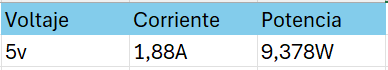 Voltaje Corriente Potencia
5v 1,88A 9,378W